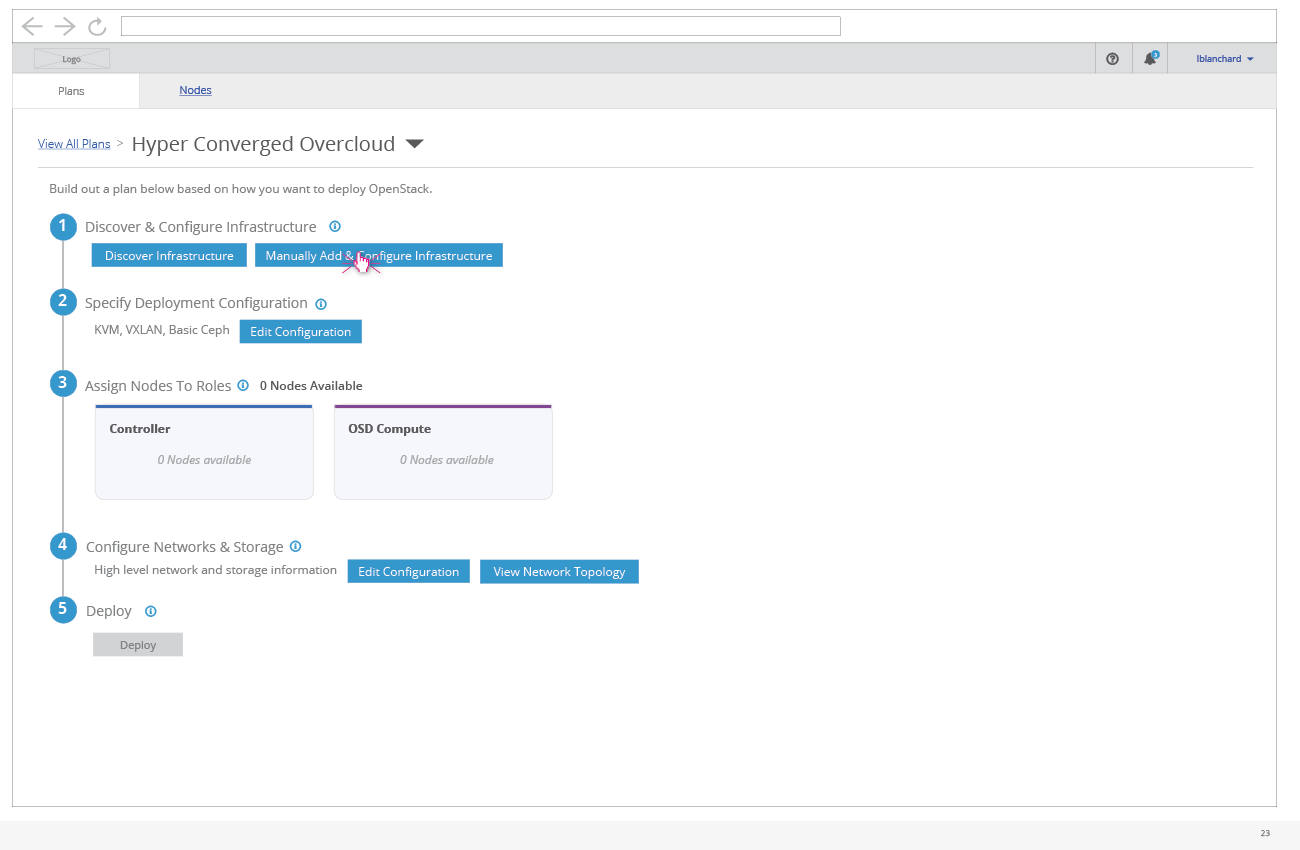 Logo
3
lblanchard
Plans
Nodes
View All Plans > Hyper Converged Overcloud
Build out a plan below based on how you want to deploy OpenStack.
1 Discover & Configure Infrastructure
Discover Infrastructure
Manually Add & Configure Infrastructure
2 Specify Deployment Configuration
KVM, VXLAN, Basic Ceph
Edit Configuration
3 Assign Nodes To Roles
0 Nodes Available
Controller
0 Nodes available
OSD Compute
0 Nodes available
4 Configure Networks & Storage
High level network and storage information
Edit Configuration
View Network Topology
5 Deploy
Deploy
23